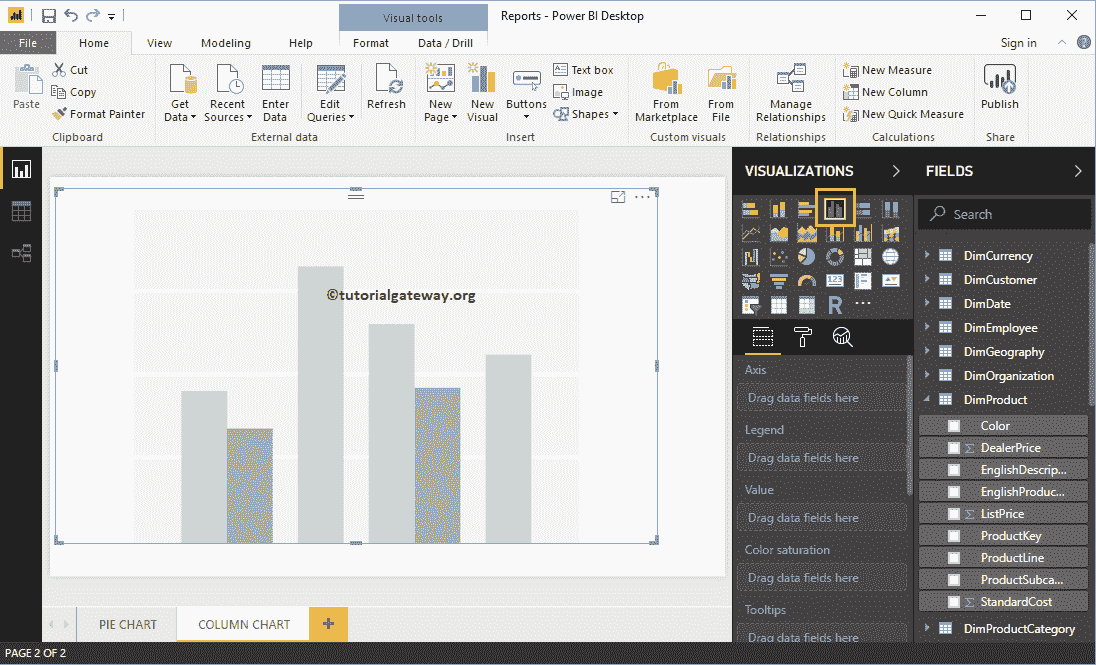 Visual tools
Reports - Power BI Desktop
File
Home
View
Modeling
Help
Format
Data / Drill
Sign in
Paste
Cut
Copy
Format Painter
Get Data
Recent Sources
Enter Data
Edit Queries
Refresh
New Page
New Visual
Buttons
Text box
Image
Shapes
From Marketplace
From File
Manage Relationships
New Measure
New Column
New Quick Measure
Publish
Clipboard
External data
Insert
Custom visuals
Relationships
Calculations
Share
©tutorialgateway.org
VISUALIZATIONS
123
R
Axis
Drag data fields here
Legend
Drag data fields here
Value
Drag data fields here
Color saturation
Drag data fields here
Tooltips
Drag data fields here
FIELDS
Search
DimCurrency
DimCustomer
DimDate
DimEmployee
DimGeography
DimOrganization
DimProduct
Color
Σ DealerPrice
EnglishDescrip...
EnglishProduc...
Σ ListPrice
ProductKey
ProductLine
ProductSubca...
Σ StandardCost
DimProductCategory
PIE CHART
COLUMN CHART
+
PAGE 2 OF 2